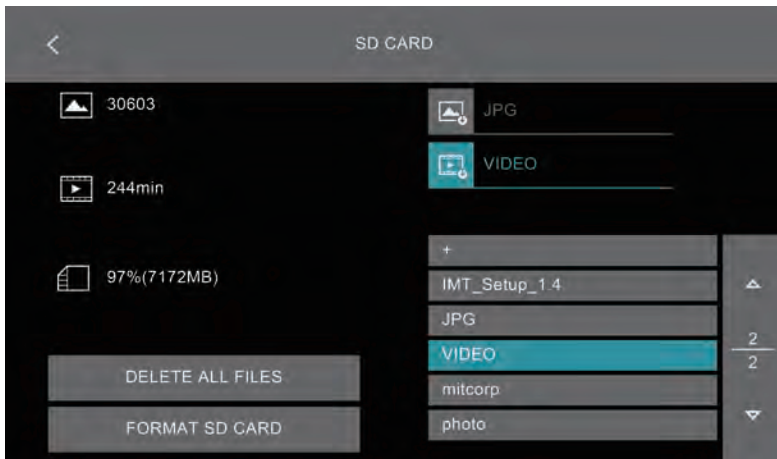 SD CARD
30603
244min
97%(7172MB)
DELETE ALL FILES
FORMAT SD CARD
JPG
VIDEO
+
IMT_Setup_1.4
JPG
VIDEO
mitcorp
photo
2
2